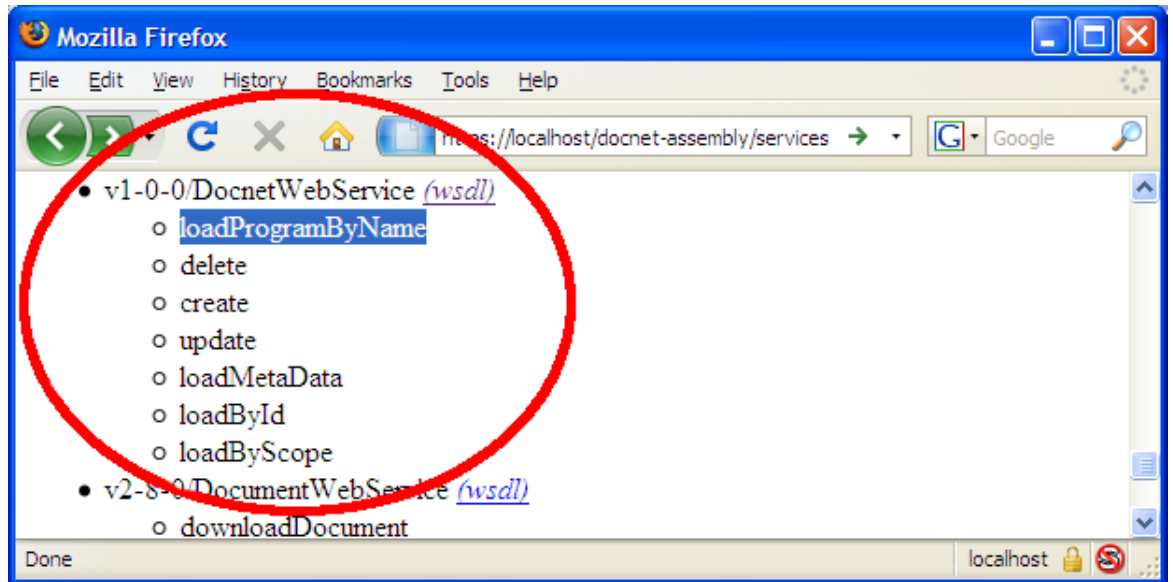 Mozilla Firefox
File Edit View History Bookmarks Tools Help
https://localhost/docnet-assembly/services G Google
• v1-0-0/DocnetWebService (wsdl)
○ loadProgramByName
○ delete
○ create
○ update
○ loadMetaData
○ loadById
○ loadByScope
• v2-8-0/DocumentWebService (wsdl)
○ downloadDocument
Done localhost